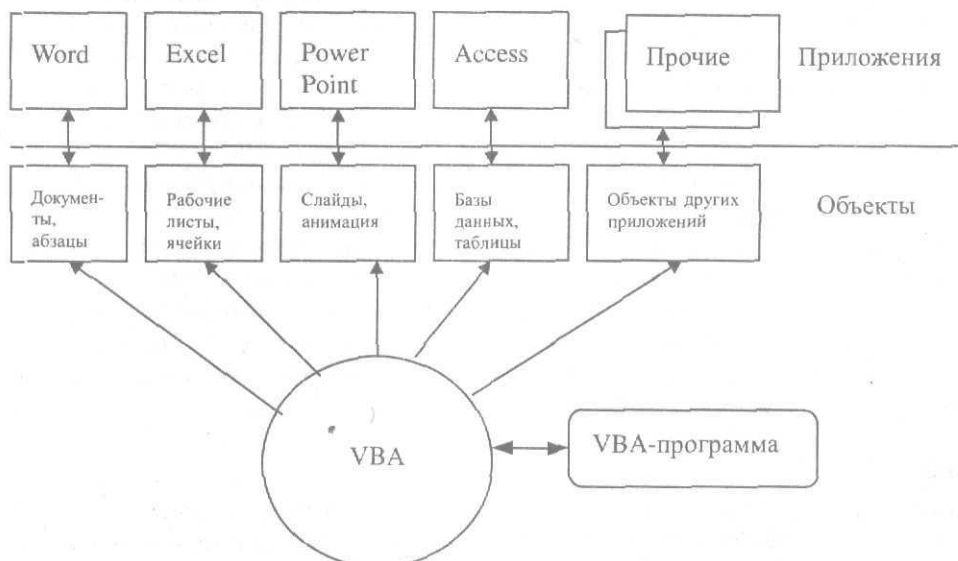 Word
Excel
Power
Point
Access
Прочие
Приложения
Докумен-
ты,
абзацы
Рабочие
листы,
ячейки
Слайды,
анимация
Базы
данных,
таблицы
Объекты других
приложений
Объекты
VBA
VBA-программа